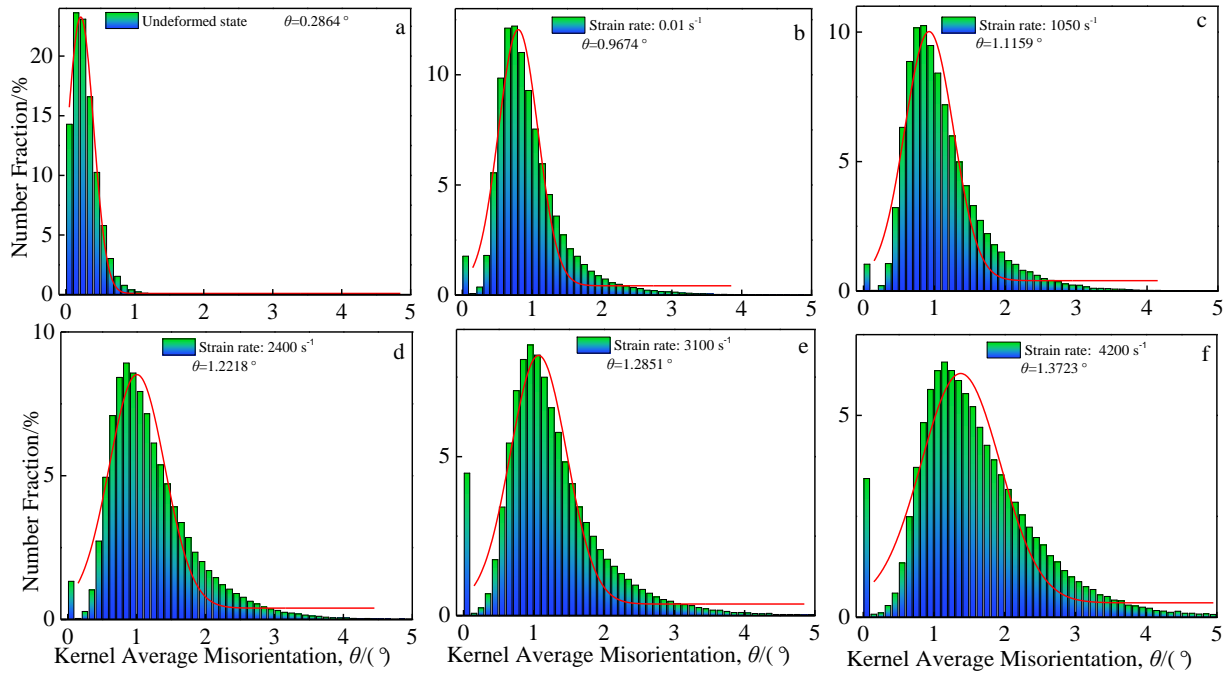 Undeformed state θ=0.2864 °
a
Strain rate: 0.01 s⁻¹
θ=0.9674 °
b
Strain rate: 1050 s⁻¹
θ=1.1159 °
c
Number Fraction/%
20
15
10
5
0
0 1 2 3 4 5
10
5
0
0 1 2 3 4 5
10
5
0
0 1 2 3 4 5
Strain rate: 2400 s⁻¹
θ=1.2218 °
d
Strain rate: 3100 s⁻¹
θ=1.2851 °
e
Strain rate: 4200 s⁻¹
θ=1.3723 °
f
Number Fraction/%
10
5
0
0 1 2 3 4 5
5
0
0 1 2 3 4 5
5
0
0 1 2 3 4 5
Kernel Average Misorientation, θ/( °)
Kernel Average Misorientation, θ/( °)
Kernel Average Misorientation, θ/( °)